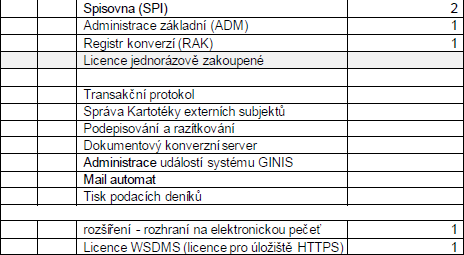 Spisovna (SPI) 2
Administrace základní (ADM) 1
Registr konverzí (RAK) 1
Licence jednorázově zakoupené
Transakční protokol
Správa Kartotéky externích subjektů
Podepisování a razítkování
Dokumentový konverzní server
Administrace událostí systému GINIS
Mail automat
Tisk podacích deníků
rozšíření - rozhraní na elektronickou pečeť 1
Licence WSDMS (licence pro úložiště HTTPS) 1